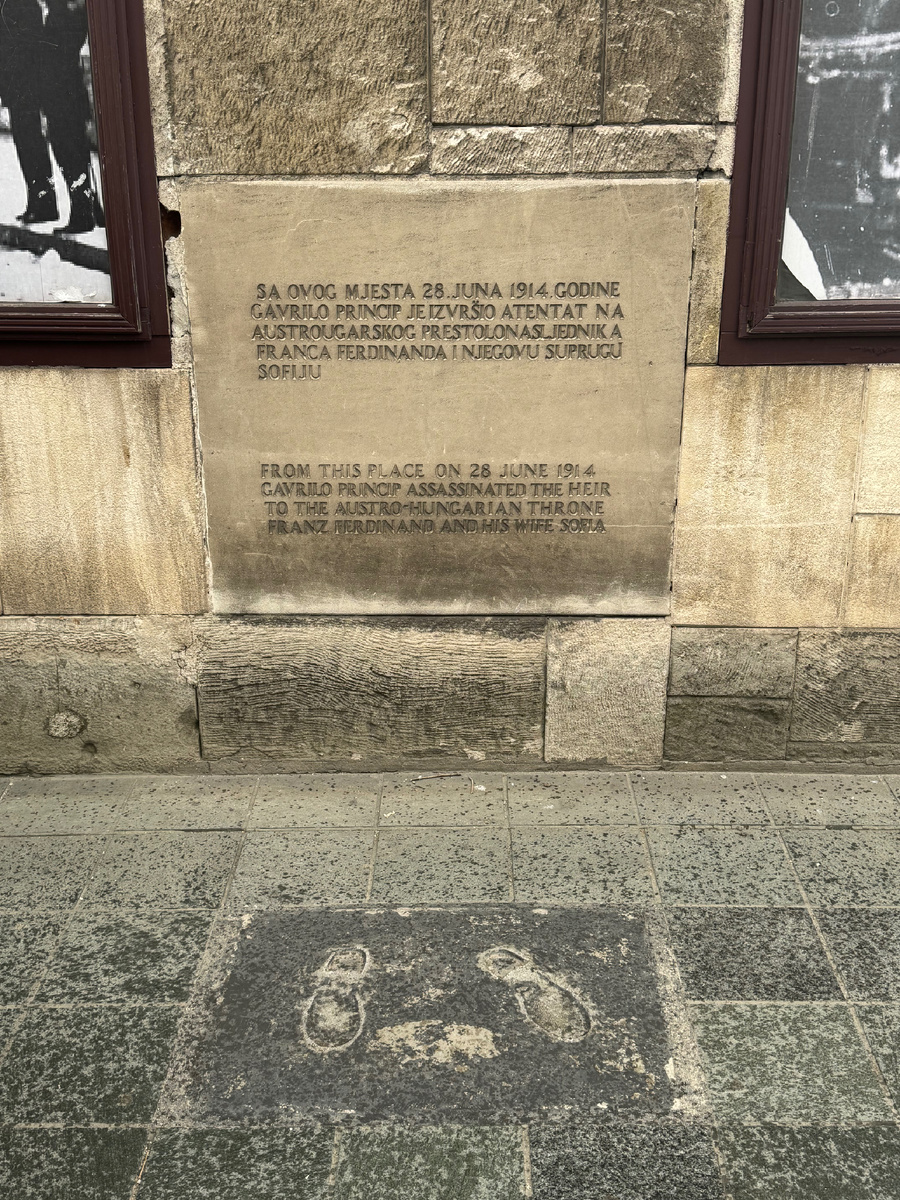 SA OVOG MJESTA 28.JUNA 1914.GODINE
GAVRILO PRINCIP JE IZVRŠIO ATENTAT NA
AUSTROUGARSKOG PRESTOLONASLJEDNIKA
FRANCA FERDINANDA I NJEGOVU SUPRUGU
SOFIJU
FROM THIS PLACE ON 28 JUNE 1914
GAVRILO PRINCIP ASSASSINATED THE HEIR
TO THE AUSTRO-HUNGARIAN THRONE
FRANZ FERDINAND AND HIS WIFE SOFIA